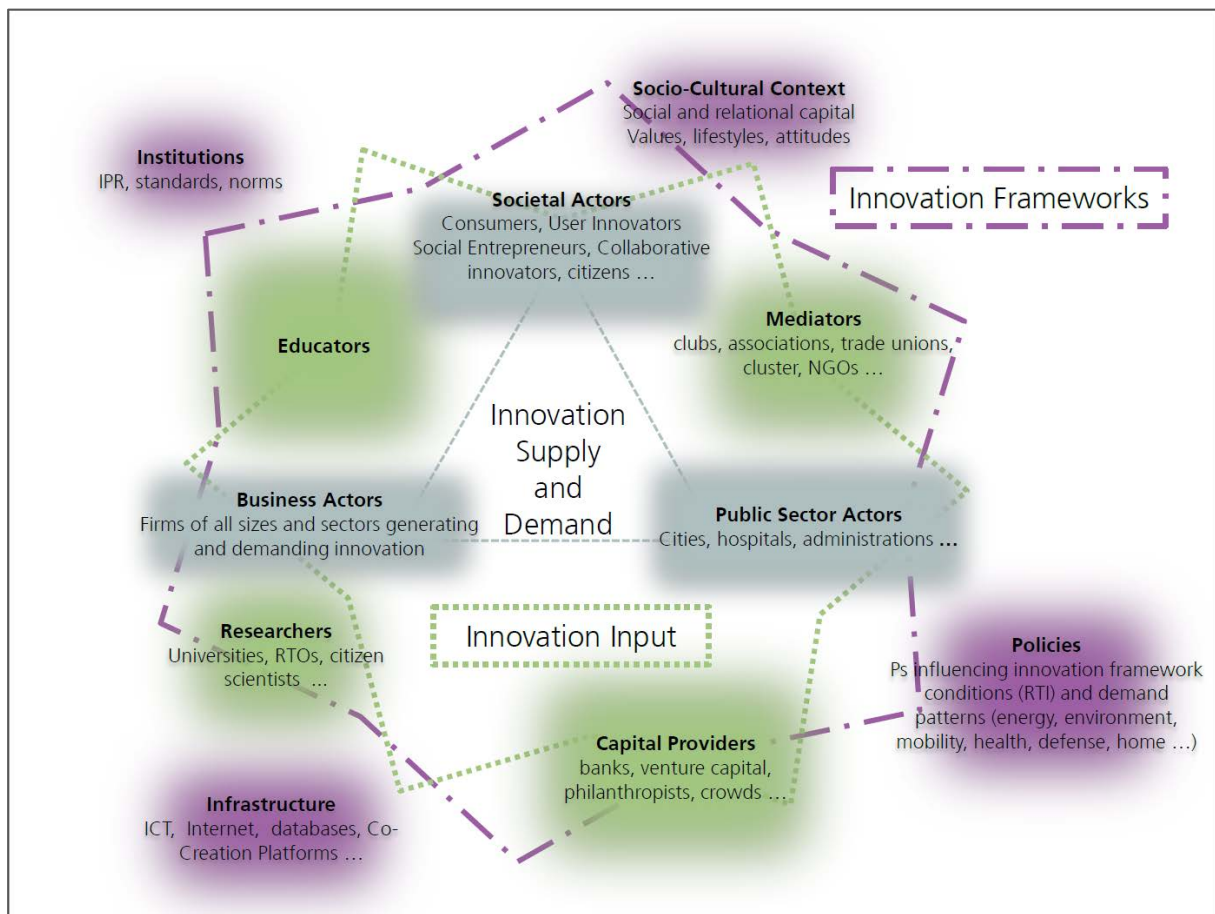 Socio-Cultural Context
Social and relational capital
Values, lifestyles, attitudes
Institutions
IPR, standards, norms
Innovation Frameworks
Societal Actors
Consumers, User Innovators
Social Entrepreneurs, Collaborative
innovators, citizens ...
Educators
Mediators
clubs, associations, trade unions,
cluster, NGOs ...
Innovation
Supply
and
Demand
Business Actors
Firms of all sizes and sectors generating
and demanding innovation
Public Sector Actors
Cities, hospitals, administrations ...
Innovation Input
Researchers
Universities, RTOs, citizen
scientists ...
Policies
Ps influencing innovation framework
conditions (RTI) and demand
patterns (energy, environment,
mobility, health, defense, home ...)
Capital Providers
banks, venture capital,
philanthropists, crowds ...
Infrastructure
ICT, Internet, databases, Co-
Creation Platforms ...